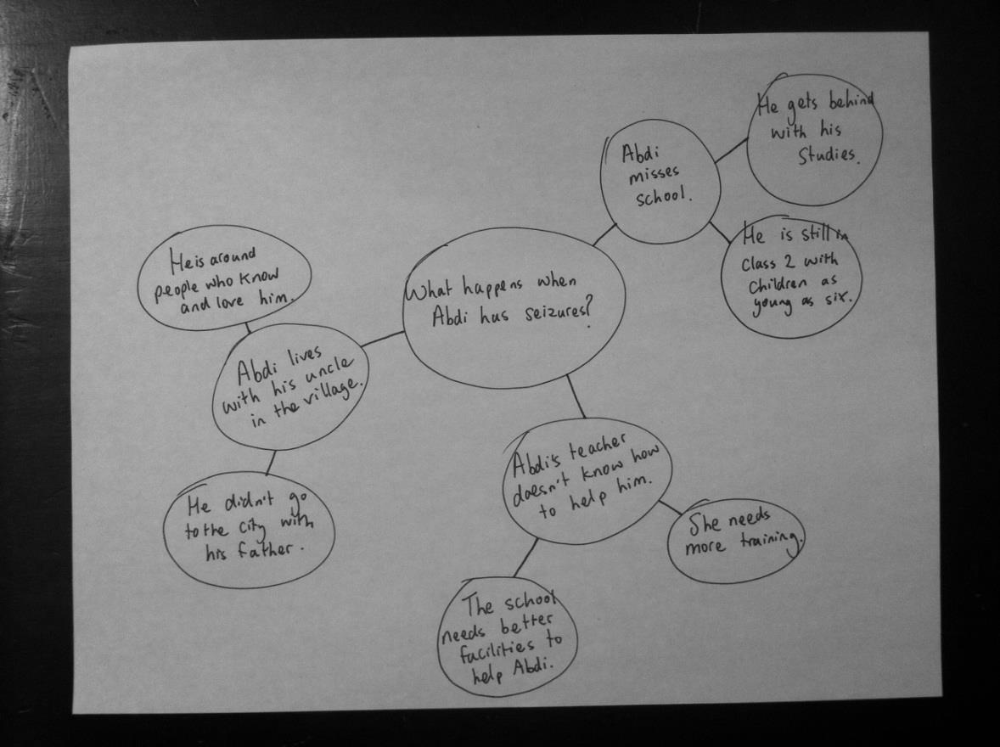 What happens when
Abdi has seizures?
Abdi
misses
school.
He gets behind
with his
Studies.
He is still in
class 2 with
Children as
young as six.
Abdi's teacher
doesn't know how
to help him.
She needs
more training.
The school
needs better
facilities to
help Abdi.
Abdi lives
with his uncle
in the village.
He is around
people who know
and love him.
He didn't go
to the city with
his father.